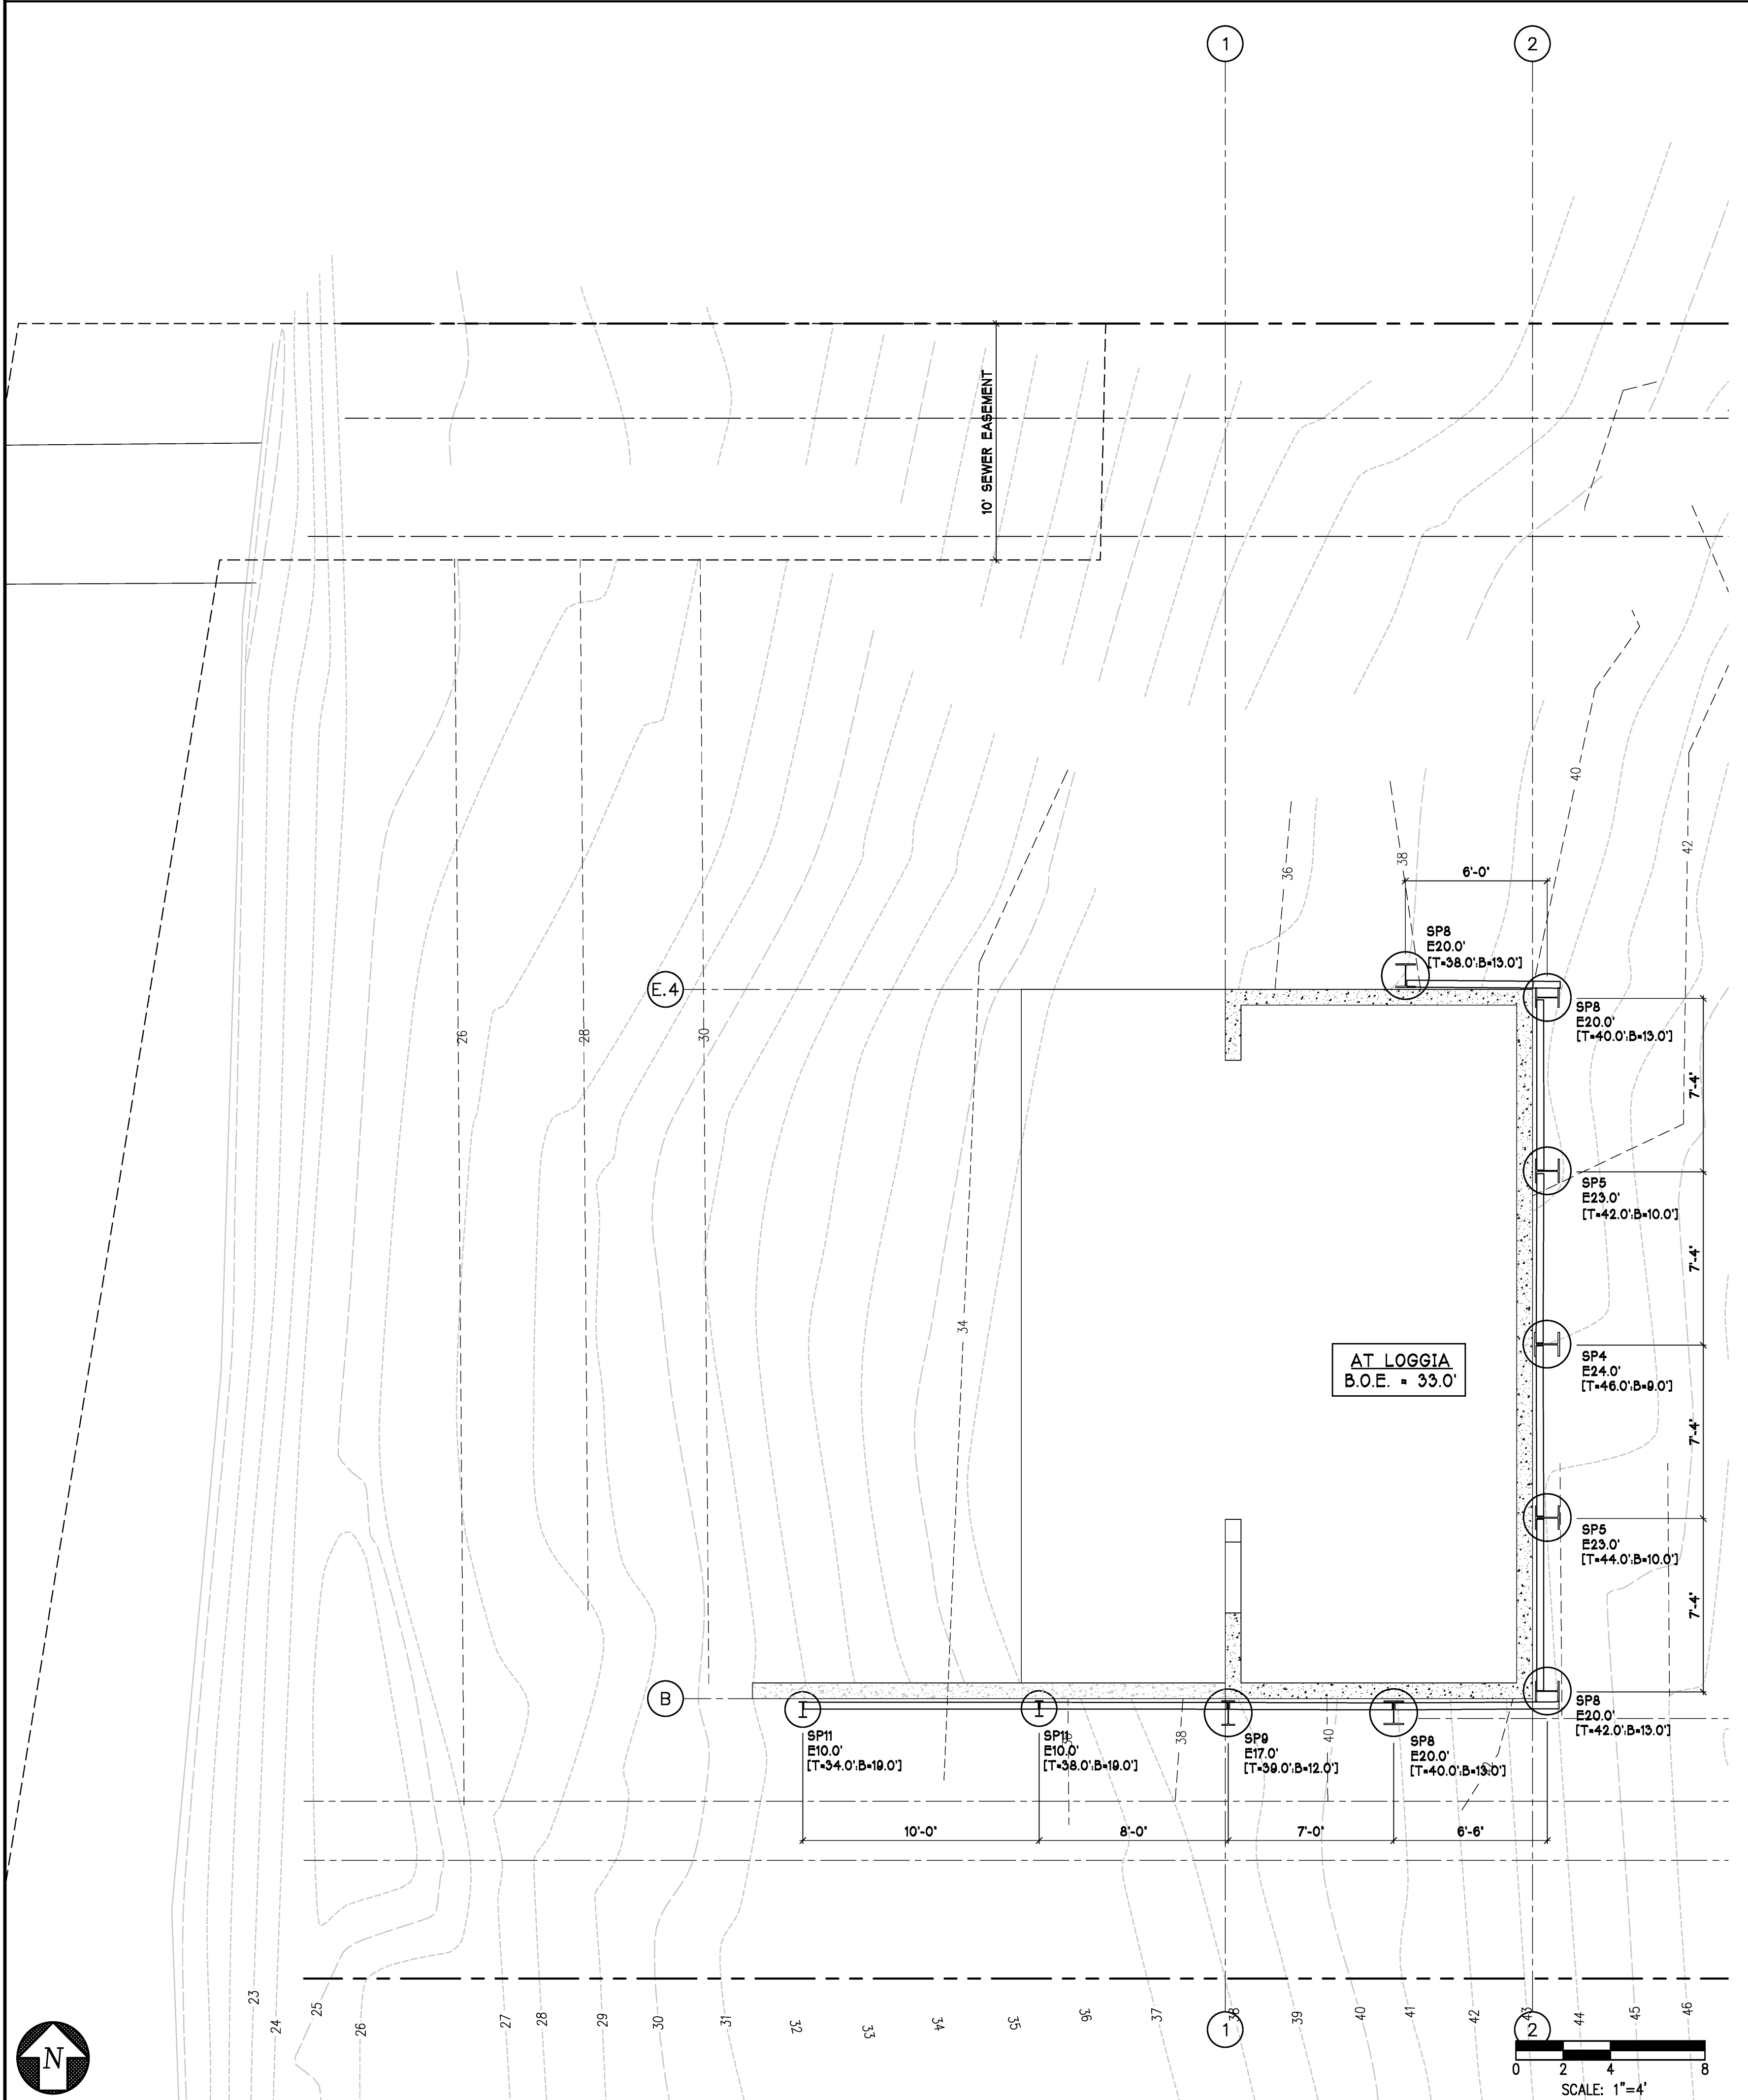 1
2
10' SEWER EASEMENT
40
42
36
38
6'-0"
SP8
E20.0'
[T=38.0';B=13.0']
E.4
SP8
E20.0'
[T=40.0';B=13.0']
26
28
30
7'-4"
SP5
E23.0'
[T=42.0';B=10.0']
7'-4"
34
AT LOGGIA
B.O.E. = 33.0'
SP4
E24.0'
[T=46.0';B=9.0']
7'-4"
SP5
E23.0'
[T=44.0';B=10.0']
7'-4"
B
SP8
E20.0'
[T=42.0';B=13.0']
SP11
E10.0'
[T=34.0';B=19.0']
SP11
E10.0'
[T=38.0';B=19.0']
38
SP9
E17.0'
[T=39.0';B=12.0']
40
SP8
E20.0'
[T=40.0';B=13.0']
10'-0"
8'-0"
7'-0"
6'-6"
23
24
25
26
27
28
29
30
31
32
33
34
35
36
37
38
39
40
41
42
43
44
45
46
1
2
N
0 2 4 8
SCALE: 1"=4'